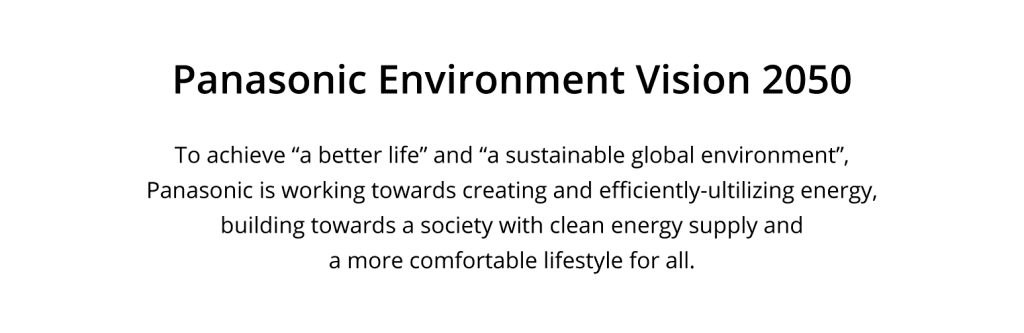 Panasonic Environment Vision 2050
To achieve “a better life” and “a sustainable global environment”,
Panasonic is working towards creating and efficiently-ultilizing energy,
building towards a society with clean energy supply and
a more comfortable lifestyle for all.